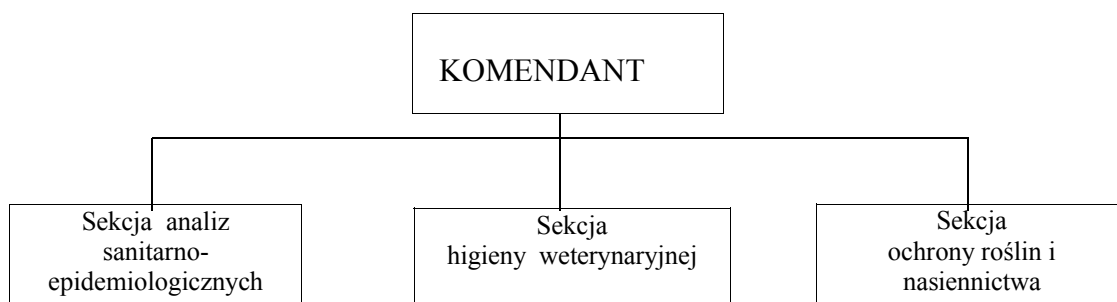 KOMENDANT
Sekcja analiz
sanitarno-
epidemiologicznych
Sekcja
higieny weterynaryjnej
Sekcja
ochrony roślin i
nasiennictwa